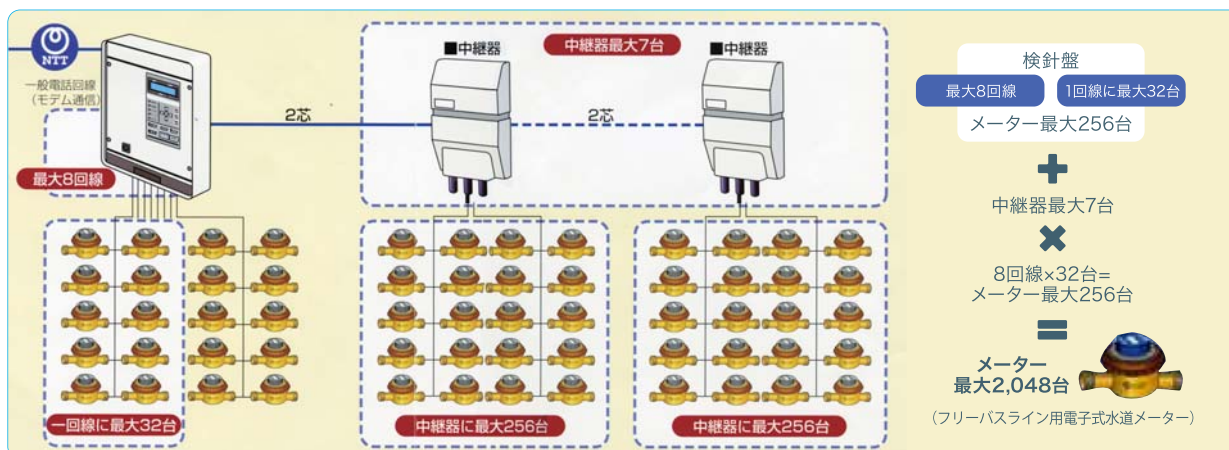 NTT
一般電話回線
（モデム通信）
最大8回線
2芯
■中継器
中継器最大7台
2芯
■中継器
一回線に最大32台
中継器に最大256台
中継器に最大256台
検針盤
最大8回線
1回線に最大32台
メーター最大256台
+
中継器最大7台
×
8回線×32台=
メーター最大256台
=
メーター
最大2,048台
（フリーバスライン用電子式水道メーター）